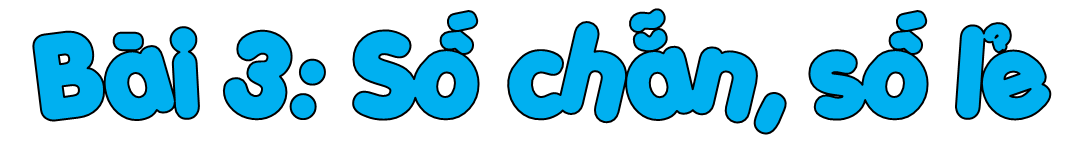 Bài 3: Số chẵn, số lẻ